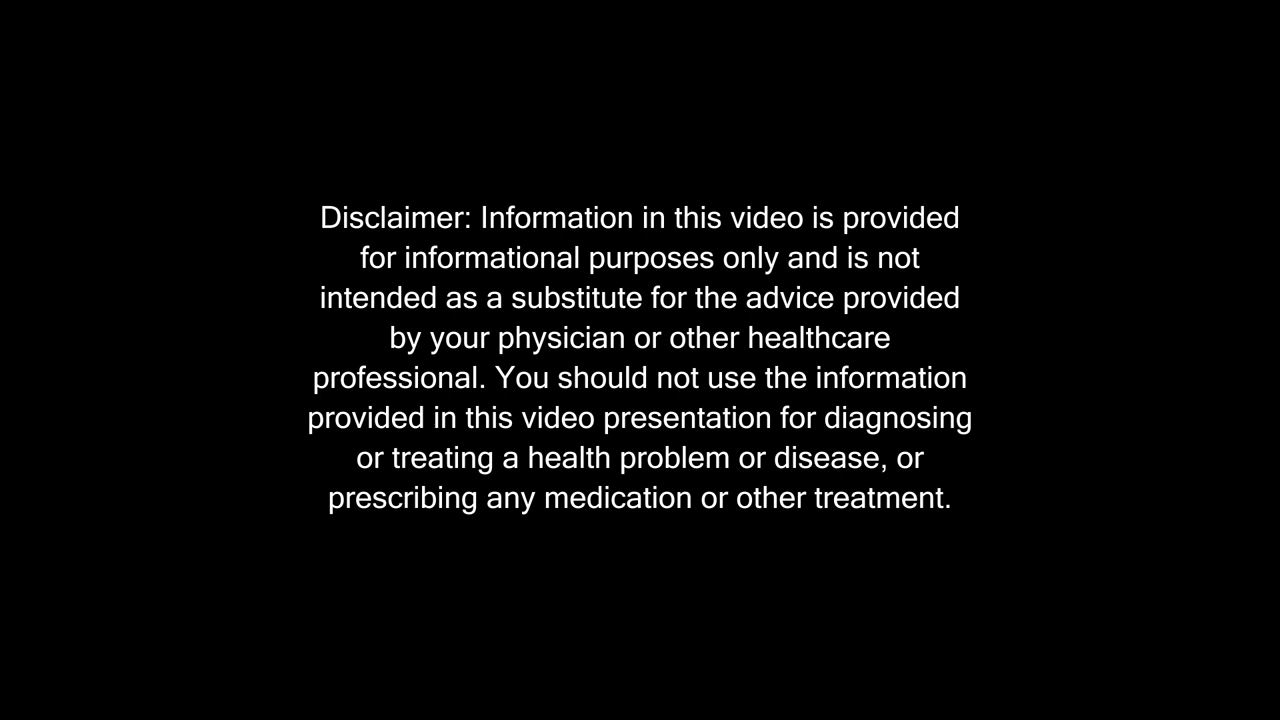 Disclaimer: Information in this video is provided
for informational purposes only and is not
intended as a substitute for the advice provided
by your physician or other healthcare
professional. You should not use the information
provided in this video presentation for diagnosing
or treating a health problem or disease, or
prescribing any medication or other treatment.